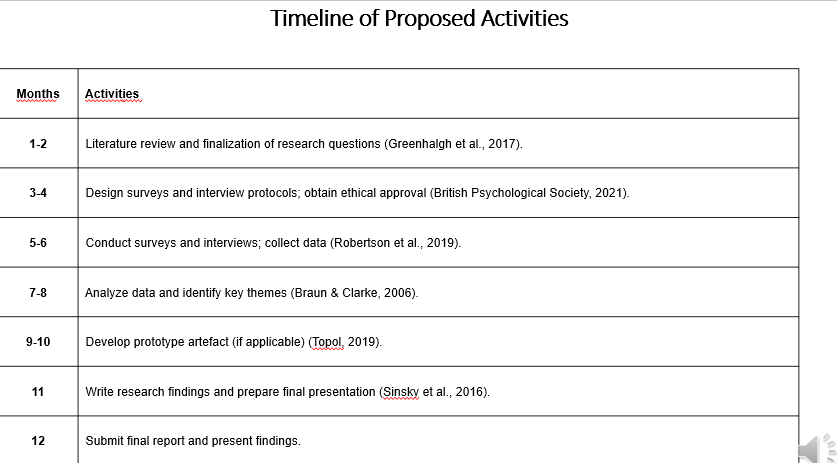 Timeline of Proposed Activities
Months Activities
1-2 Literature review and finalization of research questions (Greenhalgh et al., 2017).
3-4 Design surveys and interview protocols; obtain ethical approval (British Psychological Society, 2021).
5-6 Conduct surveys and interviews; collect data (Robertson et al., 2019).
7-8 Analyze data and identify key themes (Braun & Clarke, 2006).
9-10 Develop prototype artefact (if applicable) (Topol, 2019).
11 Write research findings and prepare final presentation (Sinsky et al., 2016).
12 Submit final report and present findings.